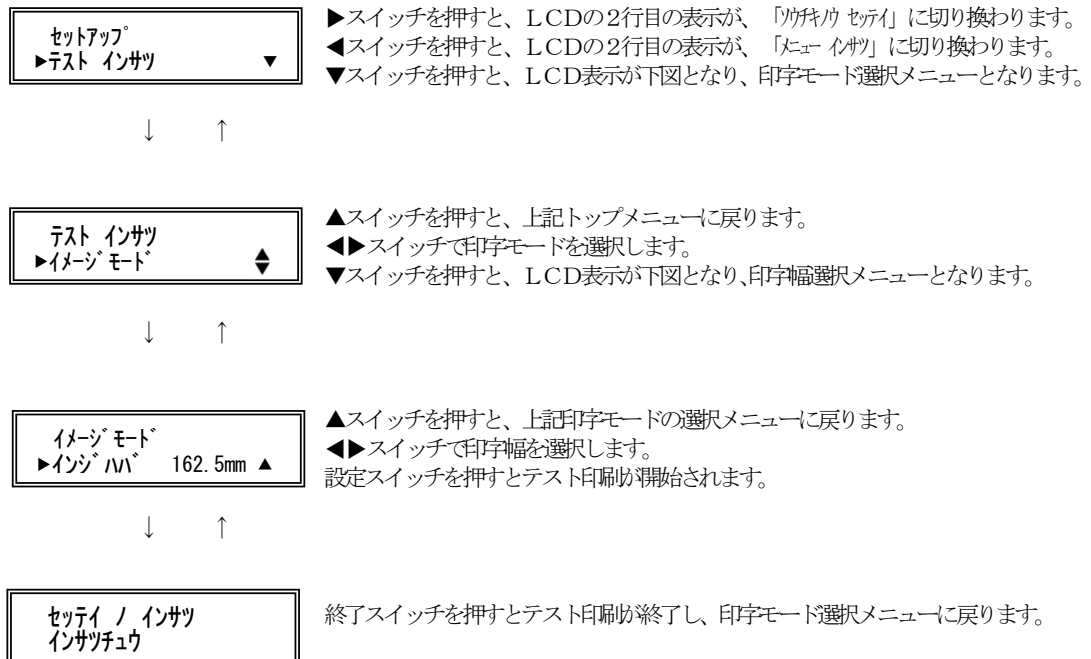 セットアップ
▶テスト インサツ ▼
▶スイッチを押すと、LCDの2行目の表示が、「ソウチキノウ セッテイ」に切り換わります。
◀スイッチを押すと、LCDの2行目の表示が、「メニュー インサツ」に切り換わります。
▼スイッチを押すと、LCD表示が下図となり、印字モード選択メニューとなります。
↓ ↑
テスト インサツ
▶イメージ モード ◆
▲スイッチを押すと、上記トップメニューに戻ります。
◀▶スイッチで印字モードを選択します。
▼スイッチを押すと、LCD表示が下図となり、印字幅選択メニューとなります。
↓ ↑
イメージ モード
▶インジ ハバ 162.5mm ▲
▲スイッチを押すと、上記印字モードの選択メニューに戻ります。
◀▶スイッチで印字幅を選択します。
設定スイッチを押すとテスト印刷が開始されます。
↓ ↑
セッテイ ノ インサツ
インサツチュウ
終了スイッチを押すとテスト印刷が終了し、印字モード選択メニューに戻ります。